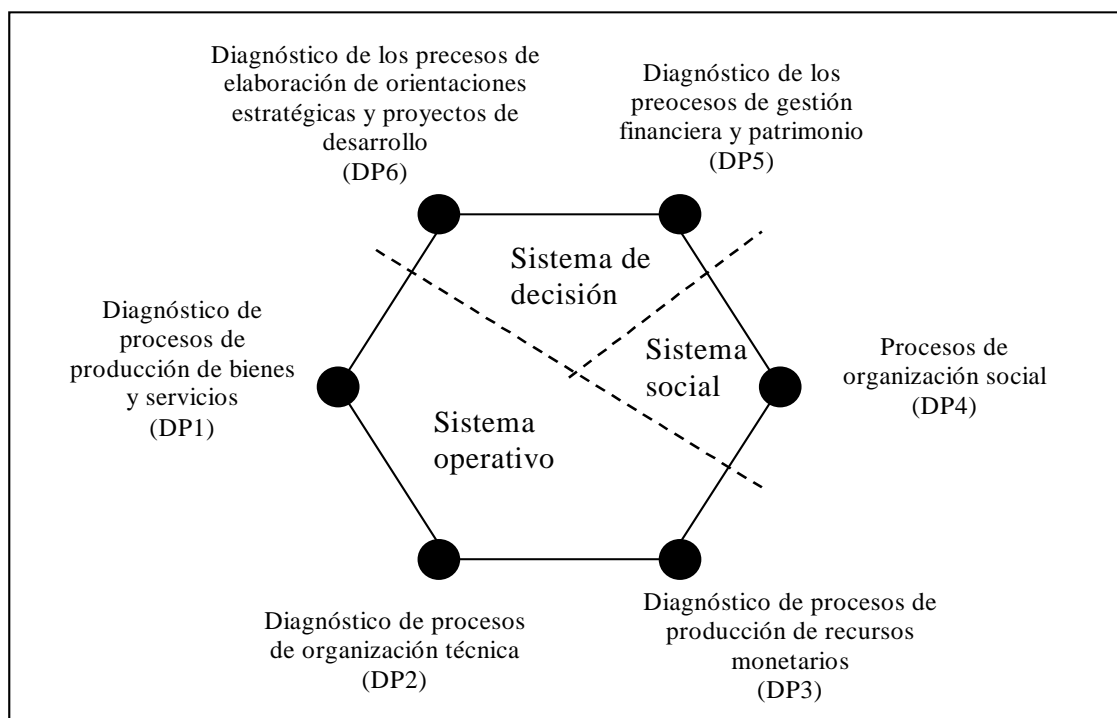 Diagnóstico de los precesos de
elaboración de orientaciones
estratégicas y proyectos de
desarrollo
(DP6)
Diagnóstico de los
preocesos de gestión
financiera y patrimonio
(DP5)
Sistema de
decisión
Diagnóstico de
procesos de
producción de bienes
y servicios
(DP1)
Sistema
social
Procesos de
organización social
(DP4)
Sistema
operativo
Diagnóstico de procesos
de organización técnica
(DP2)
Diagnóstico de procesos de
producción de recursos
monetarios
(DP3)